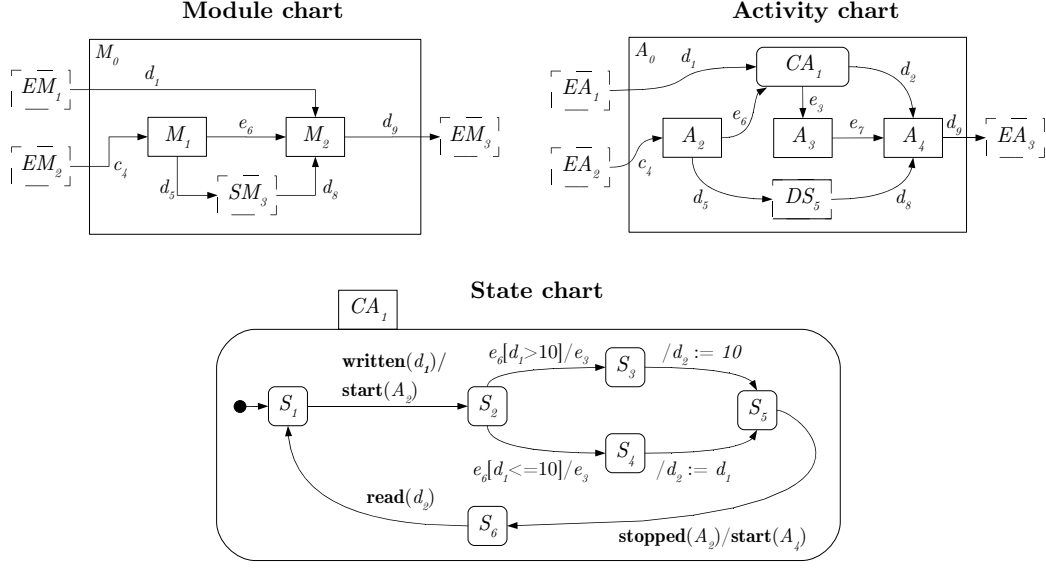 Module chart
Activity chart
M₀
EM₁
d₁
EM₂
c₄
M₁
e₆
M₂
d₉
EM₃
d₅
SM₃
d₈
A₀
EA₁
d₁
CA₁
d₂
e₆
e₃
EA₂
c₄
A₂
A₃
e₇
A₄
d₉
EA₃
d₅
DS₅
d₈
State chart
CA₁
written(d₁)/
start(A₂)
e₆[d₁>10]/e₃
/d₂ := 10
S₃
S₁
S₂
S₅
S₄
e₆[d₁<=10]/e₃
/d₂ := d₁
read(d₂)
S₆
stopped(A₂)/start(A₄)